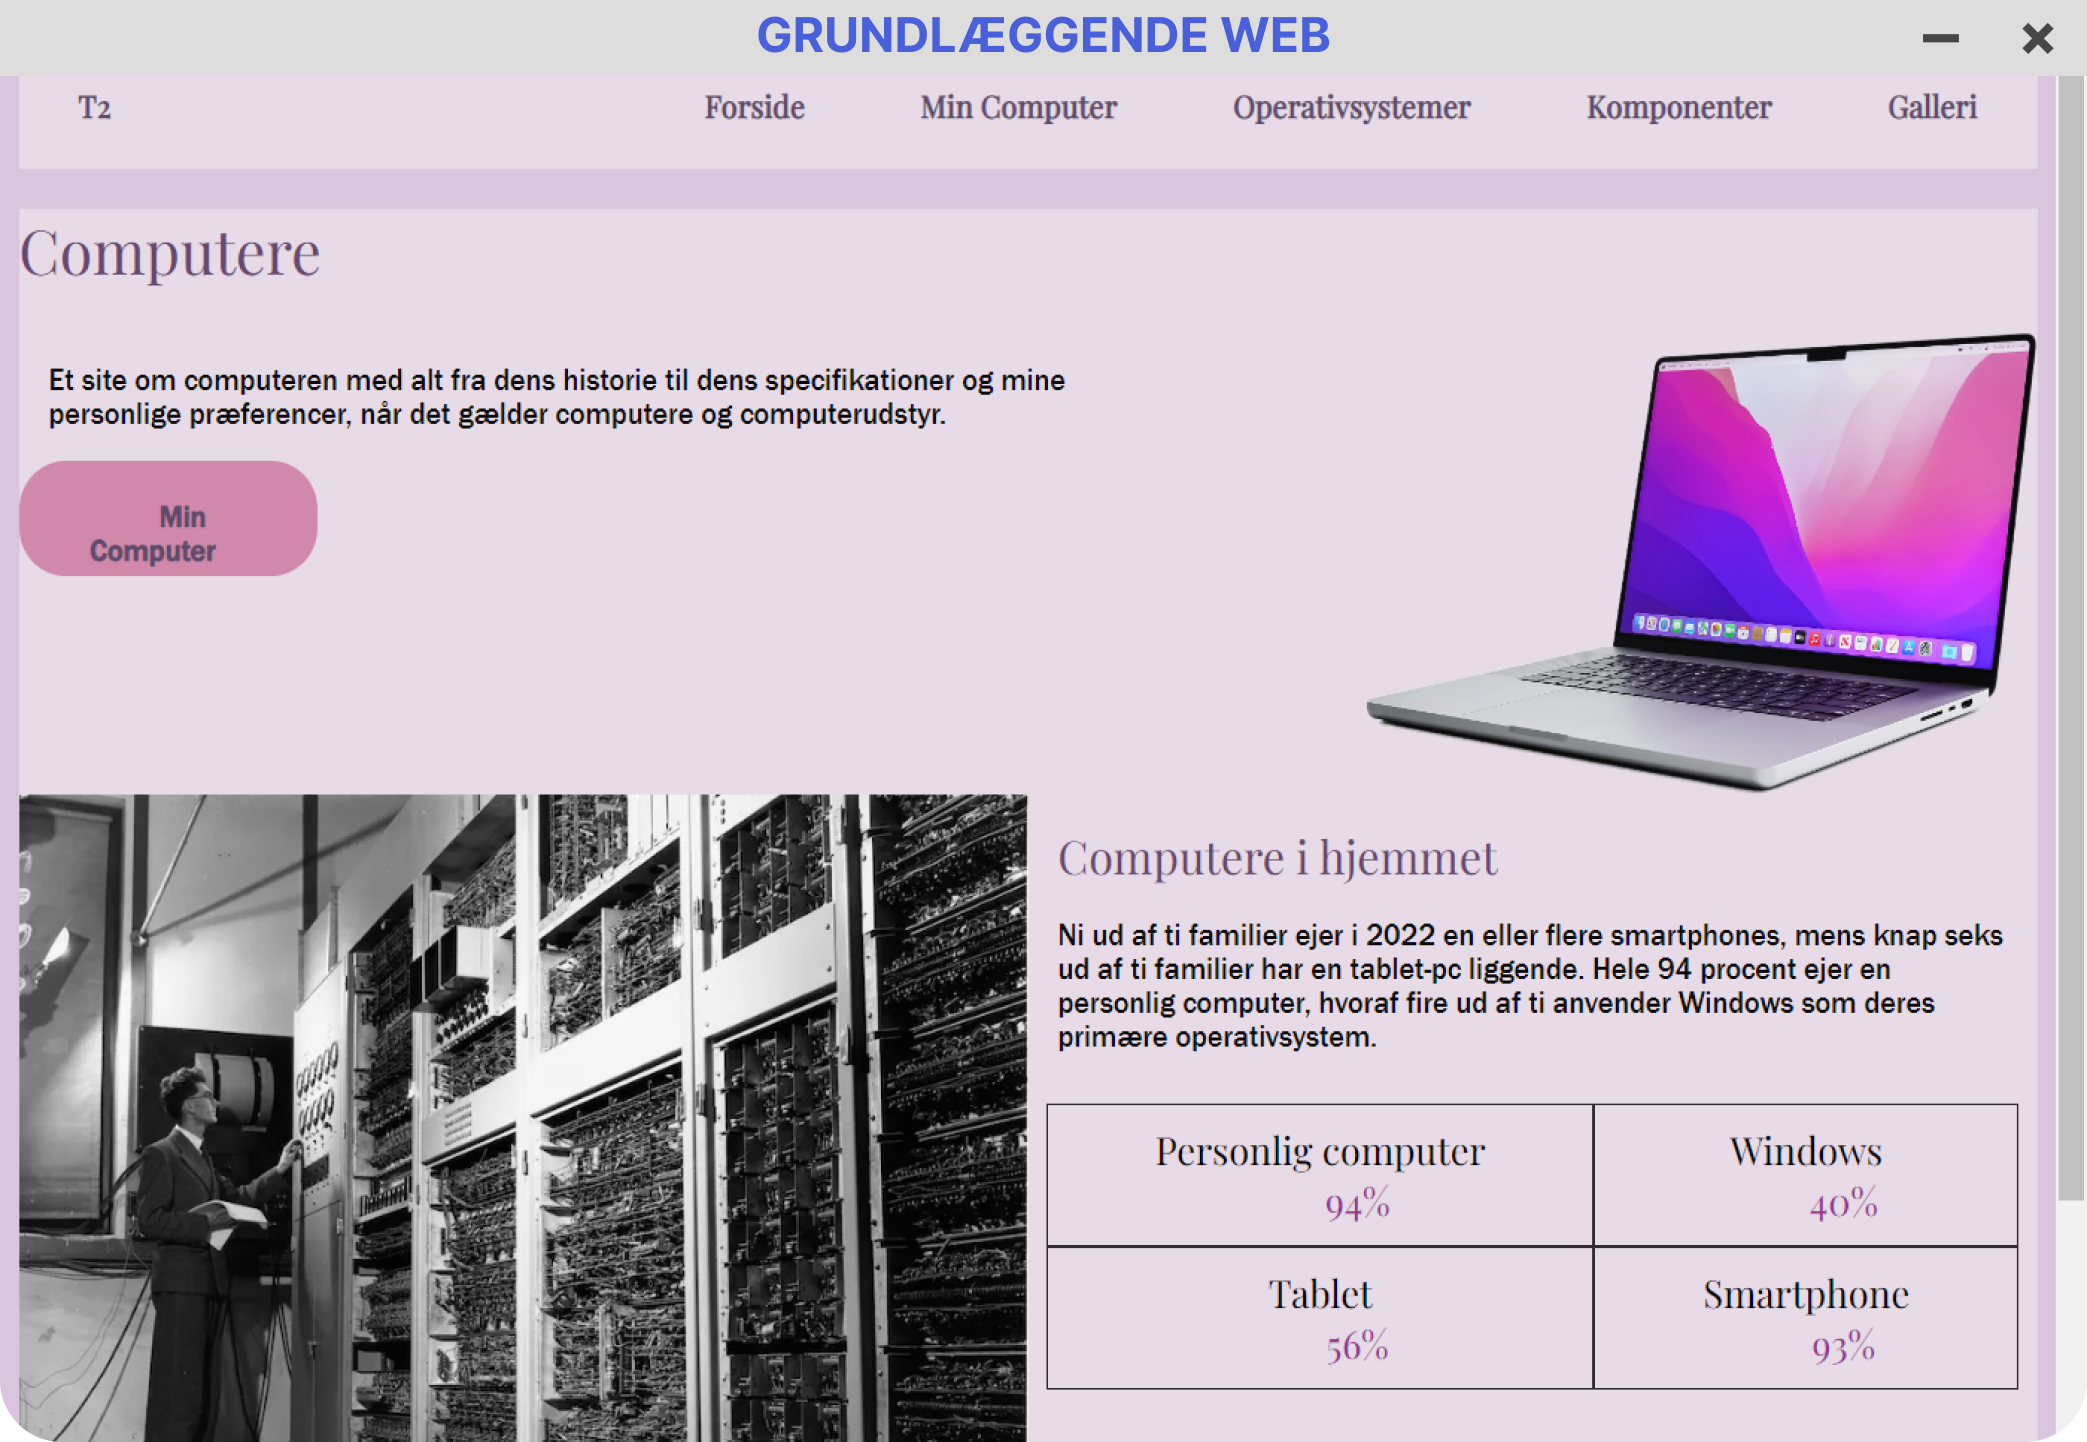 GRUNDLÆGGENDE WEB
T2
Forside
Min Computer
Operativsystemer
Komponenter
Galleri
Computere
Et site om computeren med alt fra dens historie til dens specifikationer og mine
personlige præferencer, når det gælder computere og computerudstyr.
Min
Computer
Computere i hjemmet
Ni ud af ti familier ejer i 2022 en eller flere smartphones, mens knap seks
ud af ti familier har en tablet-pc liggende. Hele 94 procent ejer en
personlig computer, hvoraf fire ud af ti anvender Windows som deres
primære operativsystem.
Personlig computer
94%
Windows
40%
Tablet
56%
Smartphone
93%